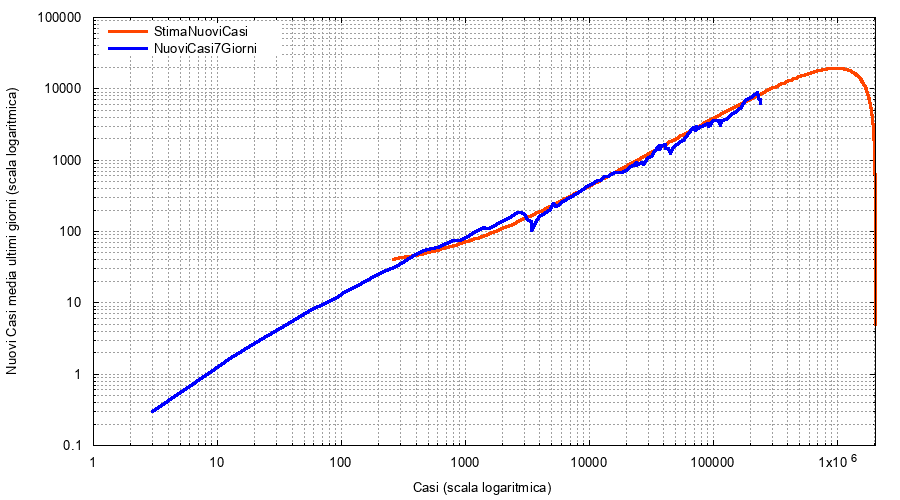 100000
StimaNuoviCasi
NuoviCasi7Giorni
10000
1000
100
10
1
0.1
Nuovi Casi media ultimi giorni (scala logaritmica)
1 10 100 1000 10000 100000 1x10 6
Casi (scala logaritmica)